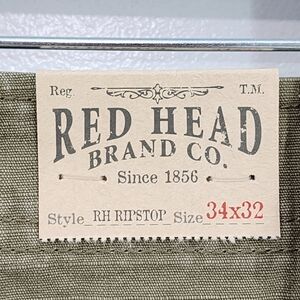 Reg. T.M.
RED HEAD
BRAND CO.
Since 1856
Style RH RIPSTOP Size 34x32